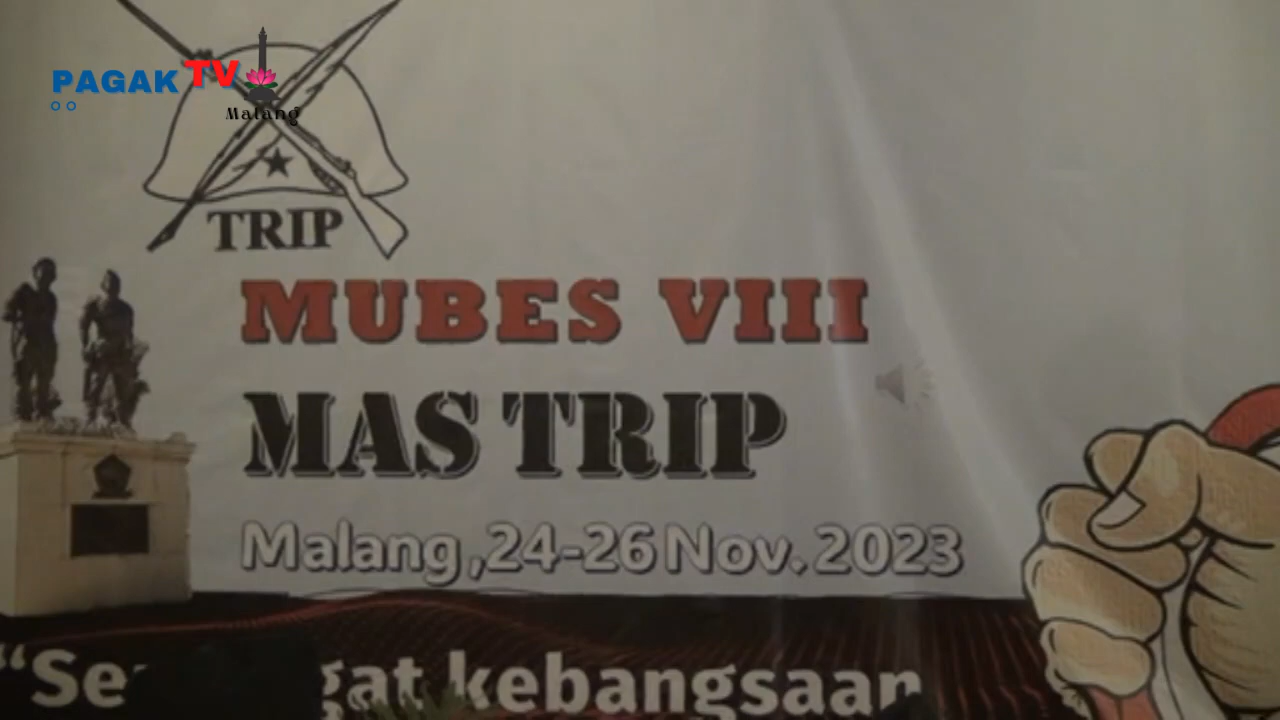 PAGAK TV
Malang
TRIP
MUBES VIII
MAS TRIP
Malang, 24-26 Nov. 2023
kebangsaan